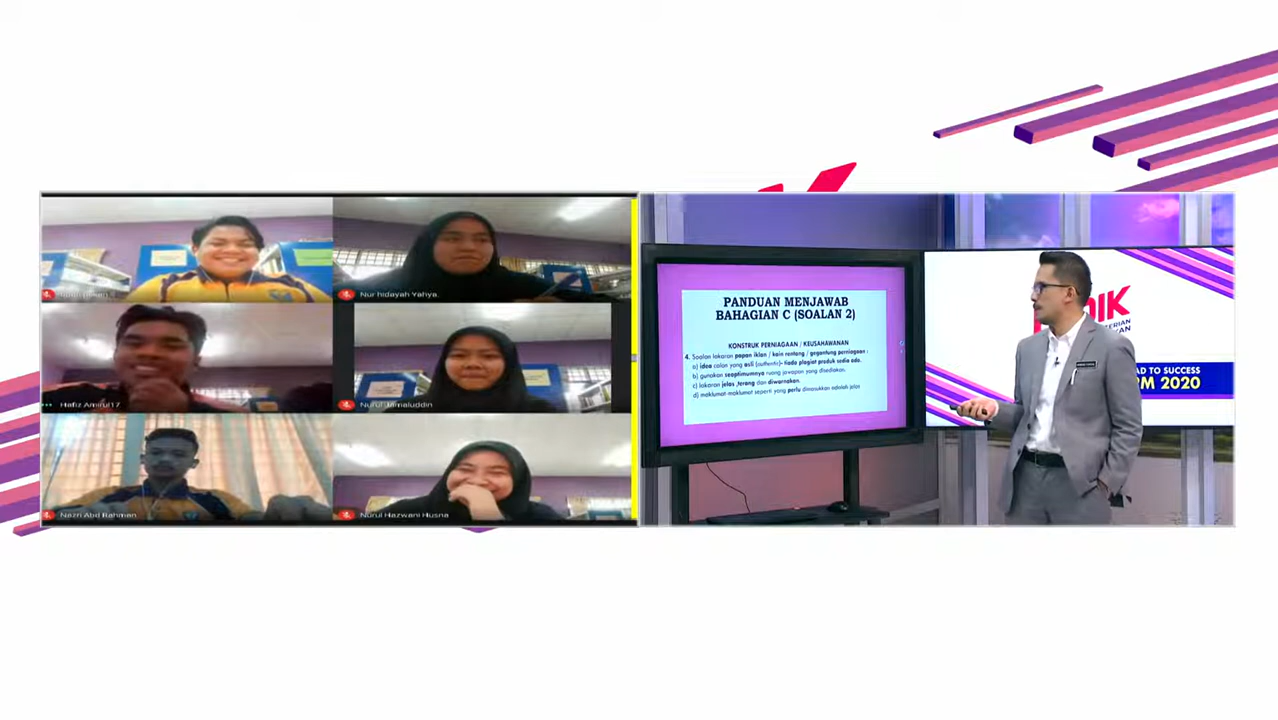 Nur hidayah Yahya.
Hafiz Amirul17
Nurul Jamaluddin
Nazri Abd Rahman
Nurul Hazwani Husna
PANDUAN MENJAWAB
BAHAGIAN C (SOALAN 2)
KONSTRUK PERNIAGAAN / KEUSAHAWANAN
4. Soalan lakaran papan iklan / kain rentang / gegantung perniagaan :
a) idea calon yang asli (authentic)- tiada plagiat produk sedia ada.
b) gunakan seoptimumnya ruang jawapan yang disediakan.
c) lakaran jelas ,terang dan diwarnakan.
d) maklumat-maklumat seperti yang perlu dimasukkan adalah jelas
AD TO SUCCESS
PM 2020